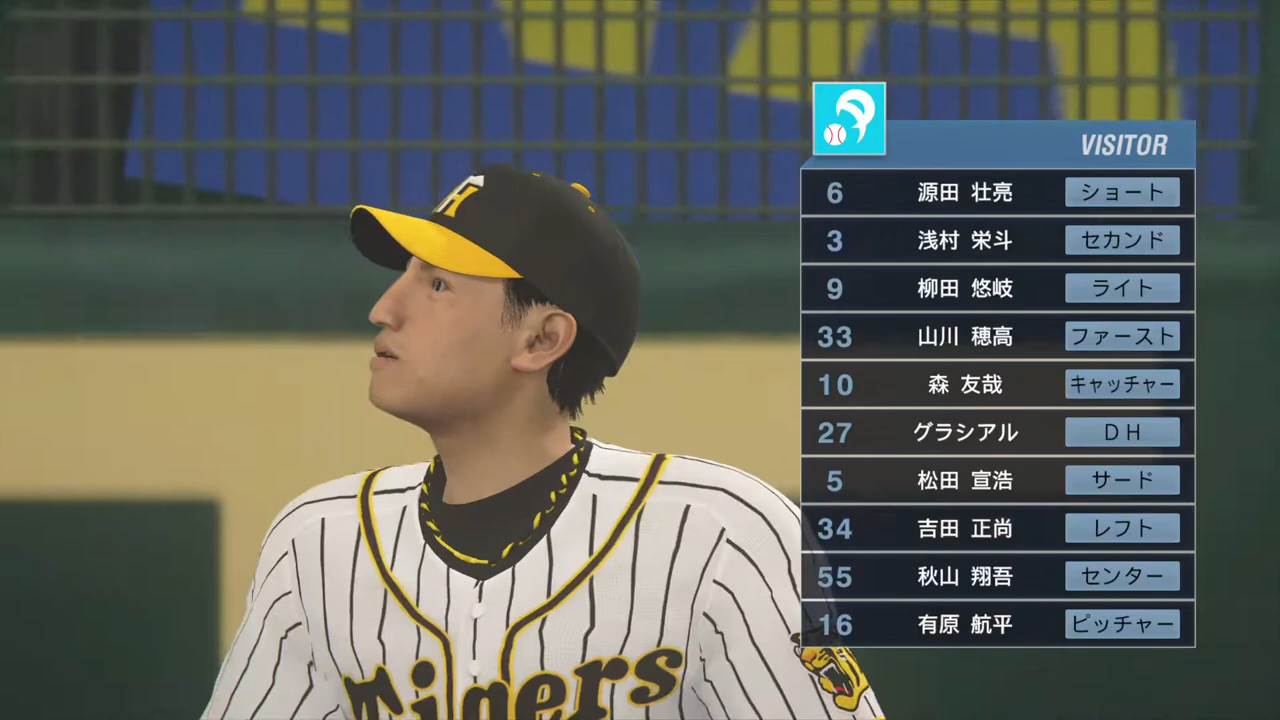 VISITOR
6 源田 壮亮 ショート
3 浅村 栄斗 セカンド
9 柳田 悠岐 ライト
33 山川 穂高 ファースト
10 森 友哉 キャッチャー
27 グラシアル DH
5 松田 宣浩 サード
34 吉田 正尚 レフト
55 秋山 翔吾 センター
16 有原 航平 ピッチャー
Tigers